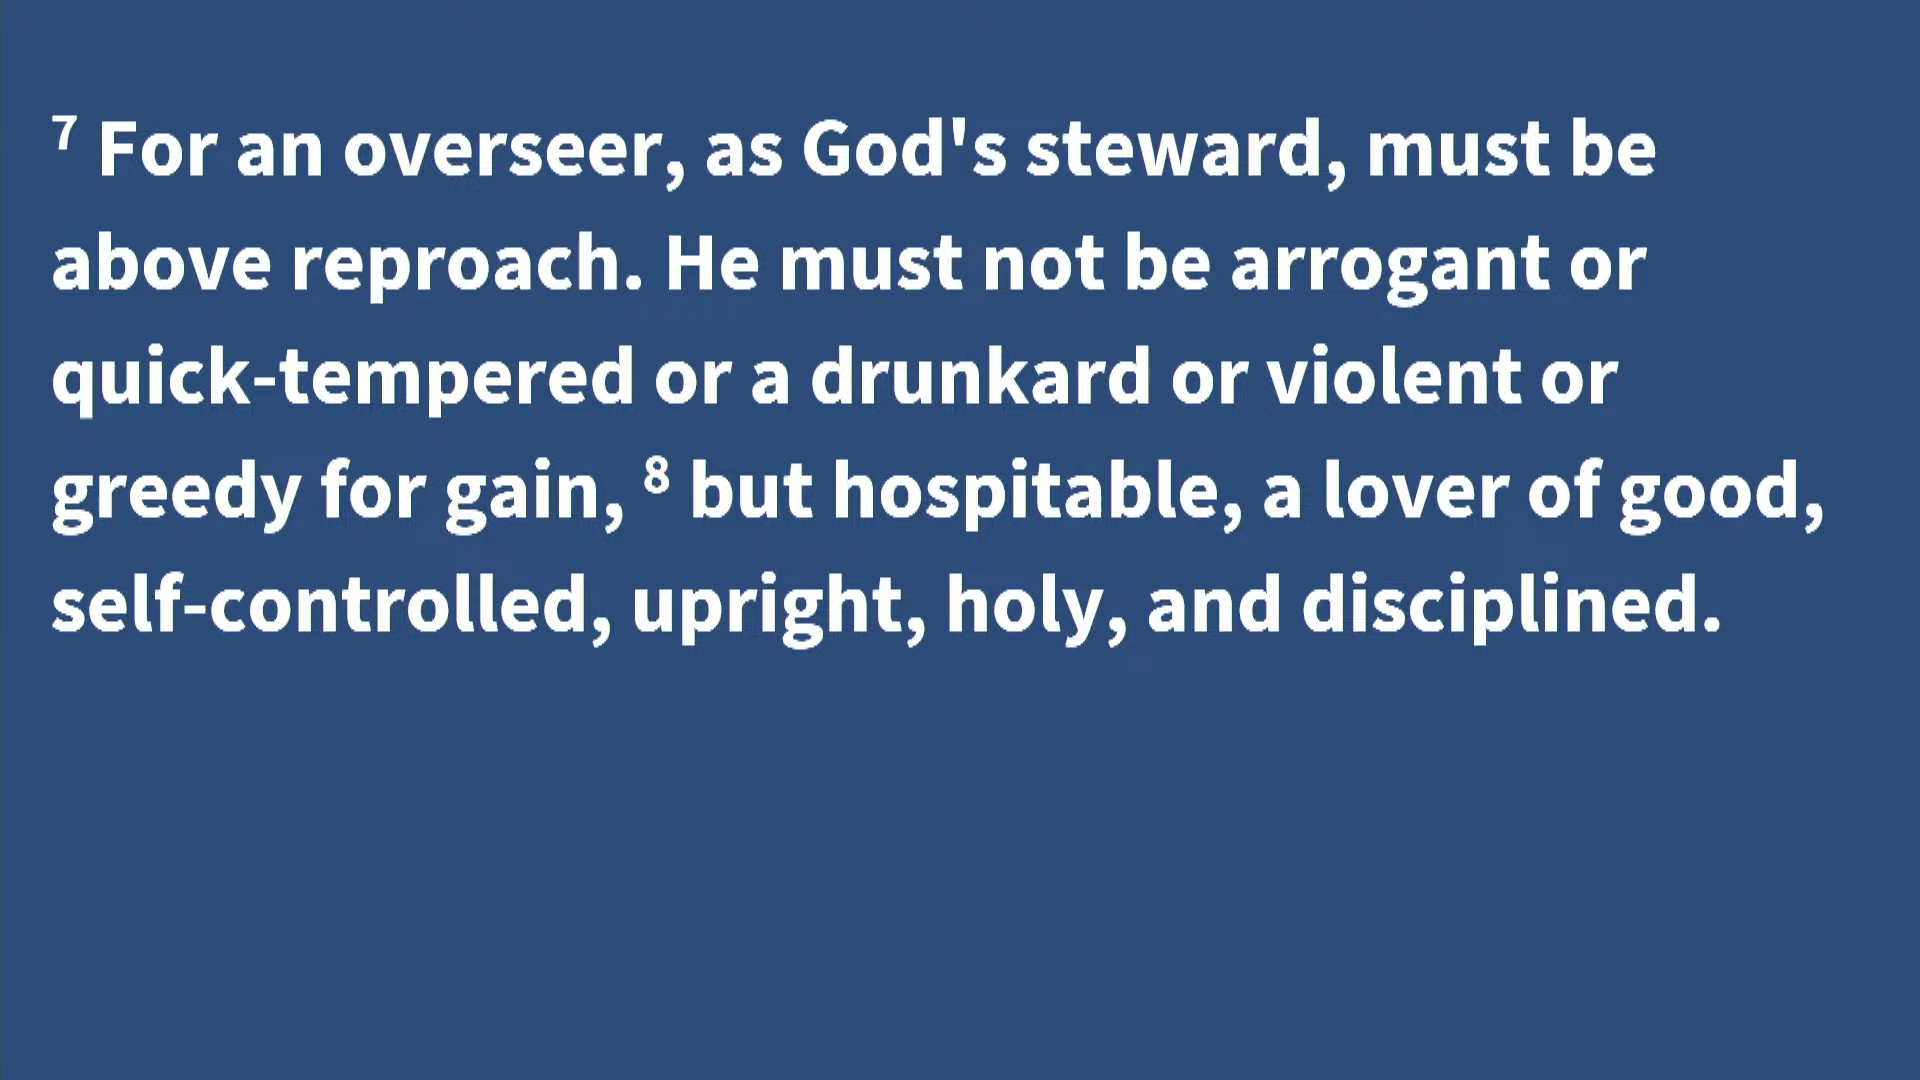 ⁷ For an overseer, as God's steward, must be
above reproach. He must not be arrogant or
quick-tempered or a drunkard or violent or
greedy for gain, ⁸ but hospitable, a lover of good,
self-controlled, upright, holy, and disciplined.